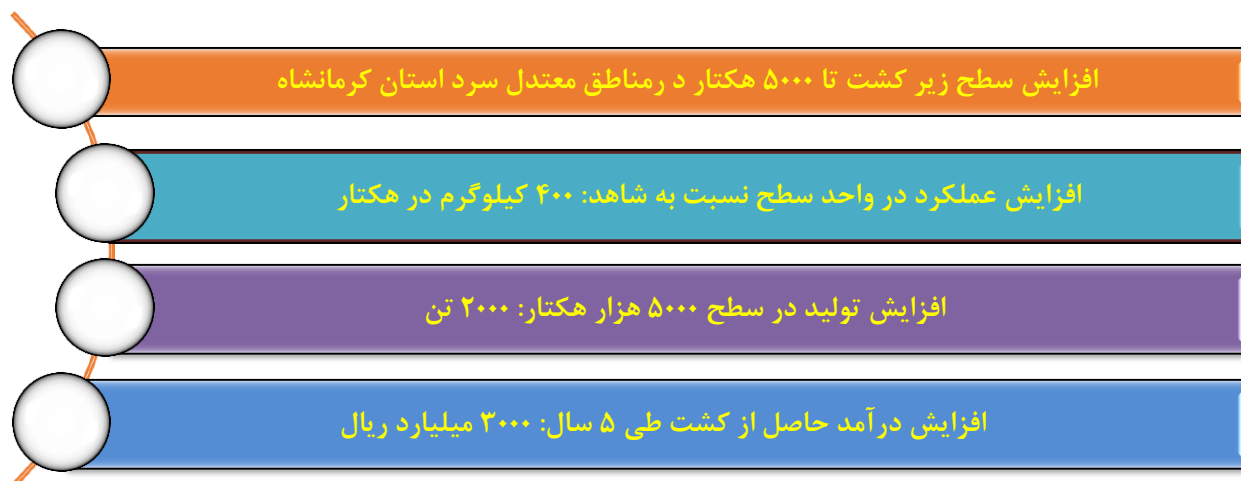 افزایش سطح زیر کشت تا ۵۰۰۰ هکتار د رمناطق معتدل سرد استان کرمانشاه
افزایش عملکرد در واحد سطح نسبت به شاهد: ۴۰۰ کیلوگرم در هکتار
افزایش تولید در سطح ۵۰۰۰ هزار هکتار: ۲۰۰۰ تن
افزایش درآمد حاصل از کشت طی ۵ سال: ۳۰۰۰ میلیارد ریال